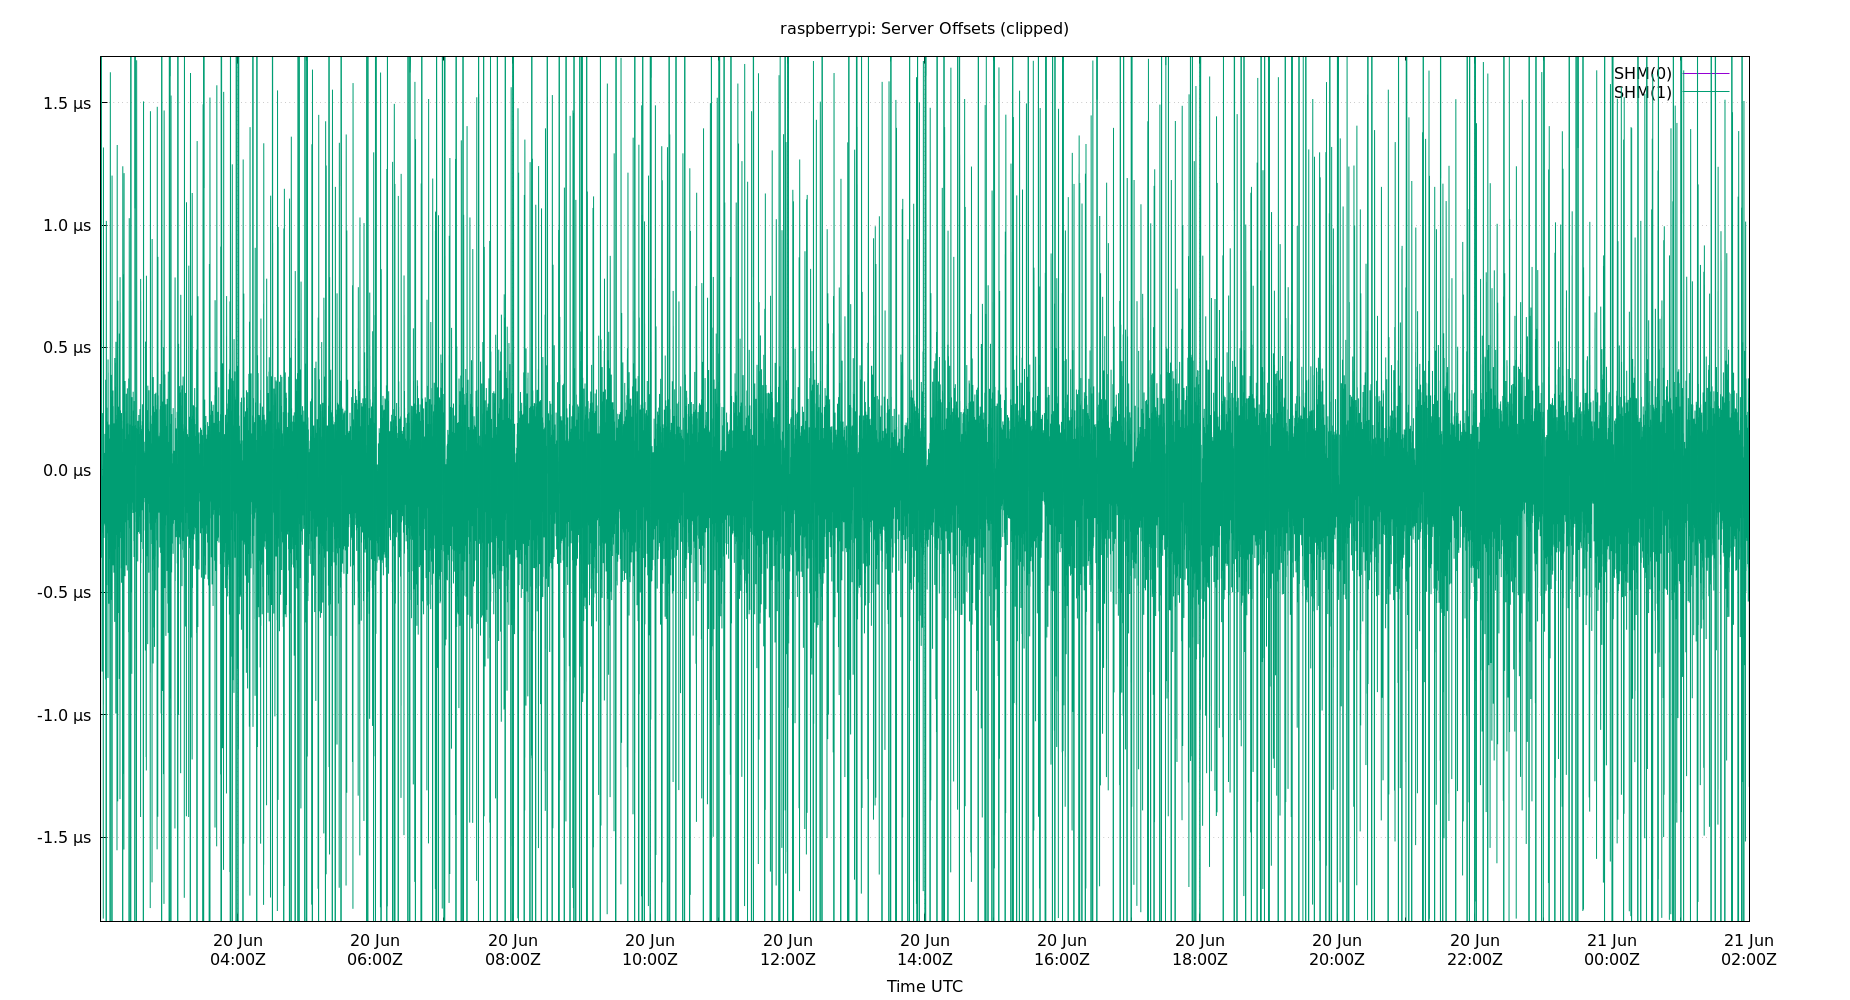 raspberrypi: Server Offsets (clipped)
SHM(0)
SHM(1)
1.5 µs
1.0 µs
0.5 µs
0.0 µs
-0.5 µs
-1.0 µs
-1.5 µs
20 Jun 20 Jun 20 Jun 20 Jun 20 Jun 20 Jun 20 Jun 20 Jun 20 Jun 20 Jun 21 Jun 21 Jun
04:00Z 06:00Z 08:00Z 10:00Z 12:00Z 14:00Z 16:00Z 18:00Z 20:00Z 22:00Z 00:00Z 02:00Z
Time UTC